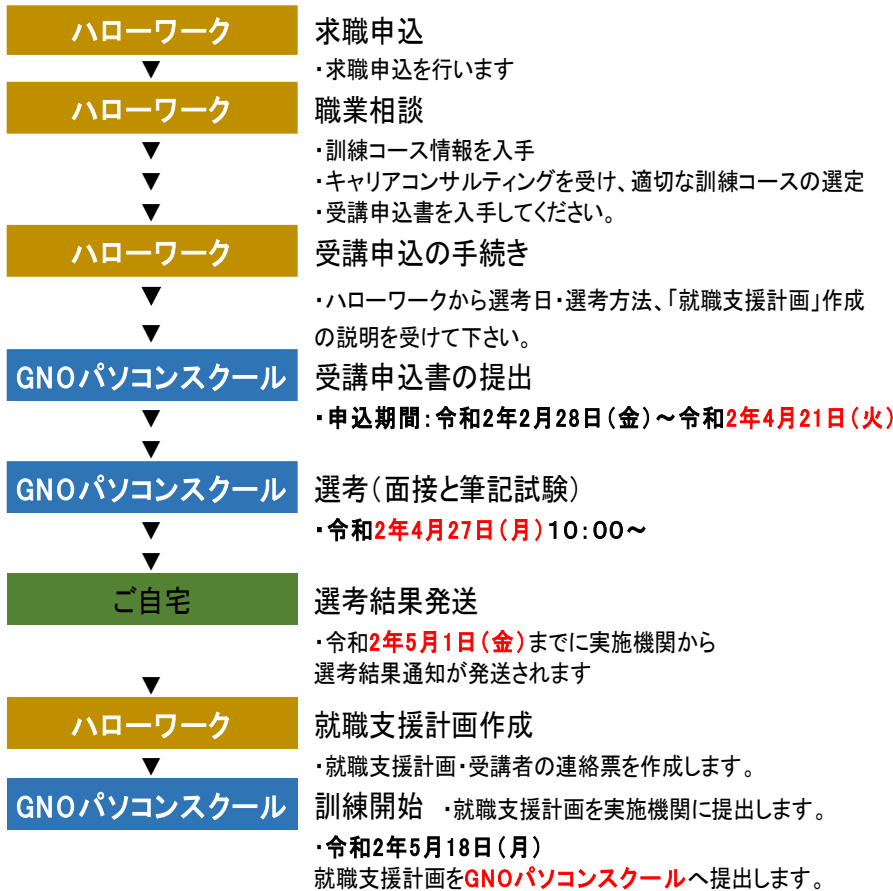 ハローワーク 求職申込
▼ ・求職申込を行います
ハローワーク 職業相談
▼ ・訓練コース情報を入手
▼ ・キャリアコンサルティングを受け、適切な訓練コースの選定
▼ ・受講申込書を入手してください。
ハローワーク 受講申込の手続き
▼ ・ハローワークから選考日・選考方法、「就職支援計画」作成
▼ の説明を受けて下さい。
GNOパソコンスクール 受講申込書の提出
▼ ・申込期間：令和2年2月28日（金）～令和2年4月21日（火）
▼
GNOパソコンスクール 選考（面接と筆記試験）
▼ ・令和2年4月27日（月）10：00～
▼
ご自宅 選考結果発送
・令和2年5月1日（金）までに実施機関から
選考結果通知が発送されます
▼
ハローワーク 就職支援計画作成
▼ ・就職支援計画・受講者の連絡票を作成します。
GNOパソコンスクール 訓練開始 ・就職支援計画を実施機関に提出します。
・令和2年5月18日（月）
就職支援計画をGNOパソコンスクールへ提出します。